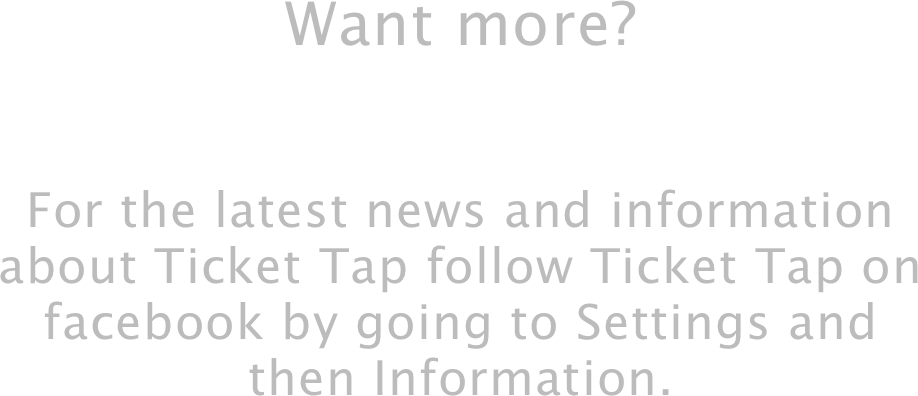 Want more?
For the latest news and information
about Ticket Tap follow Ticket Tap on
facebook by going to Settings and
then Information.